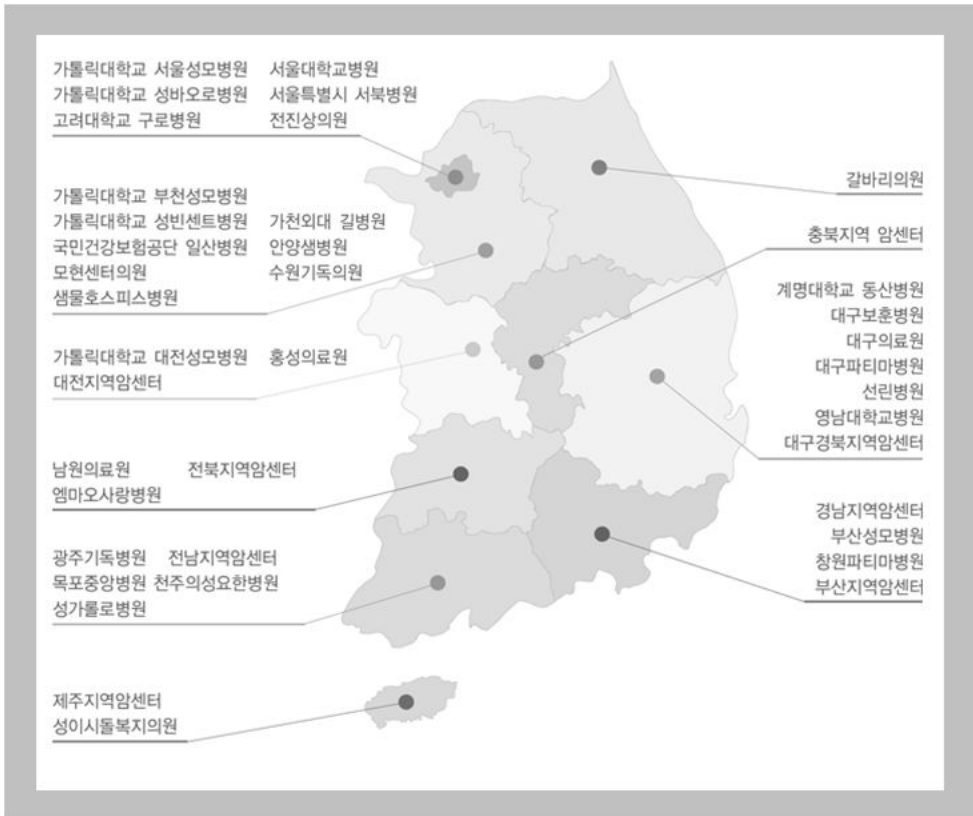 가톨릭대학교 서울성모병원 서울대학교병원
가톨릭대학교 성바오로병원 서울특별시 서북병원
고려대학교 구로병원 전진상의원
가톨릭대학교 부천성모병원
가톨릭대학교 성빈센트병원 가천외대 길병원
국민건강보험공단 일산병원 안양샘병원
모현센터의원 수원기독의원
샘물호스피스병원
가톨릭대학교 대전성모병원 홍성의료원
대전지역암센터
남원의료원 전북지역암센터
엠마오사랑병원
광주기독병원 전남지역암센터
목포중앙병원 천주의성요한병원
성가롤로병원
제주지역암센터
성이시돌복지의원
갈바리의원
충북지역 암센터
계명대학교 동산병원
대구보훈병원
대구의료원
대구파티마병원
선린병원
영남대학교병원
대구경북지역암센터
경남지역암센터
부산성모병원
창원파티마병원
부산지역암센터